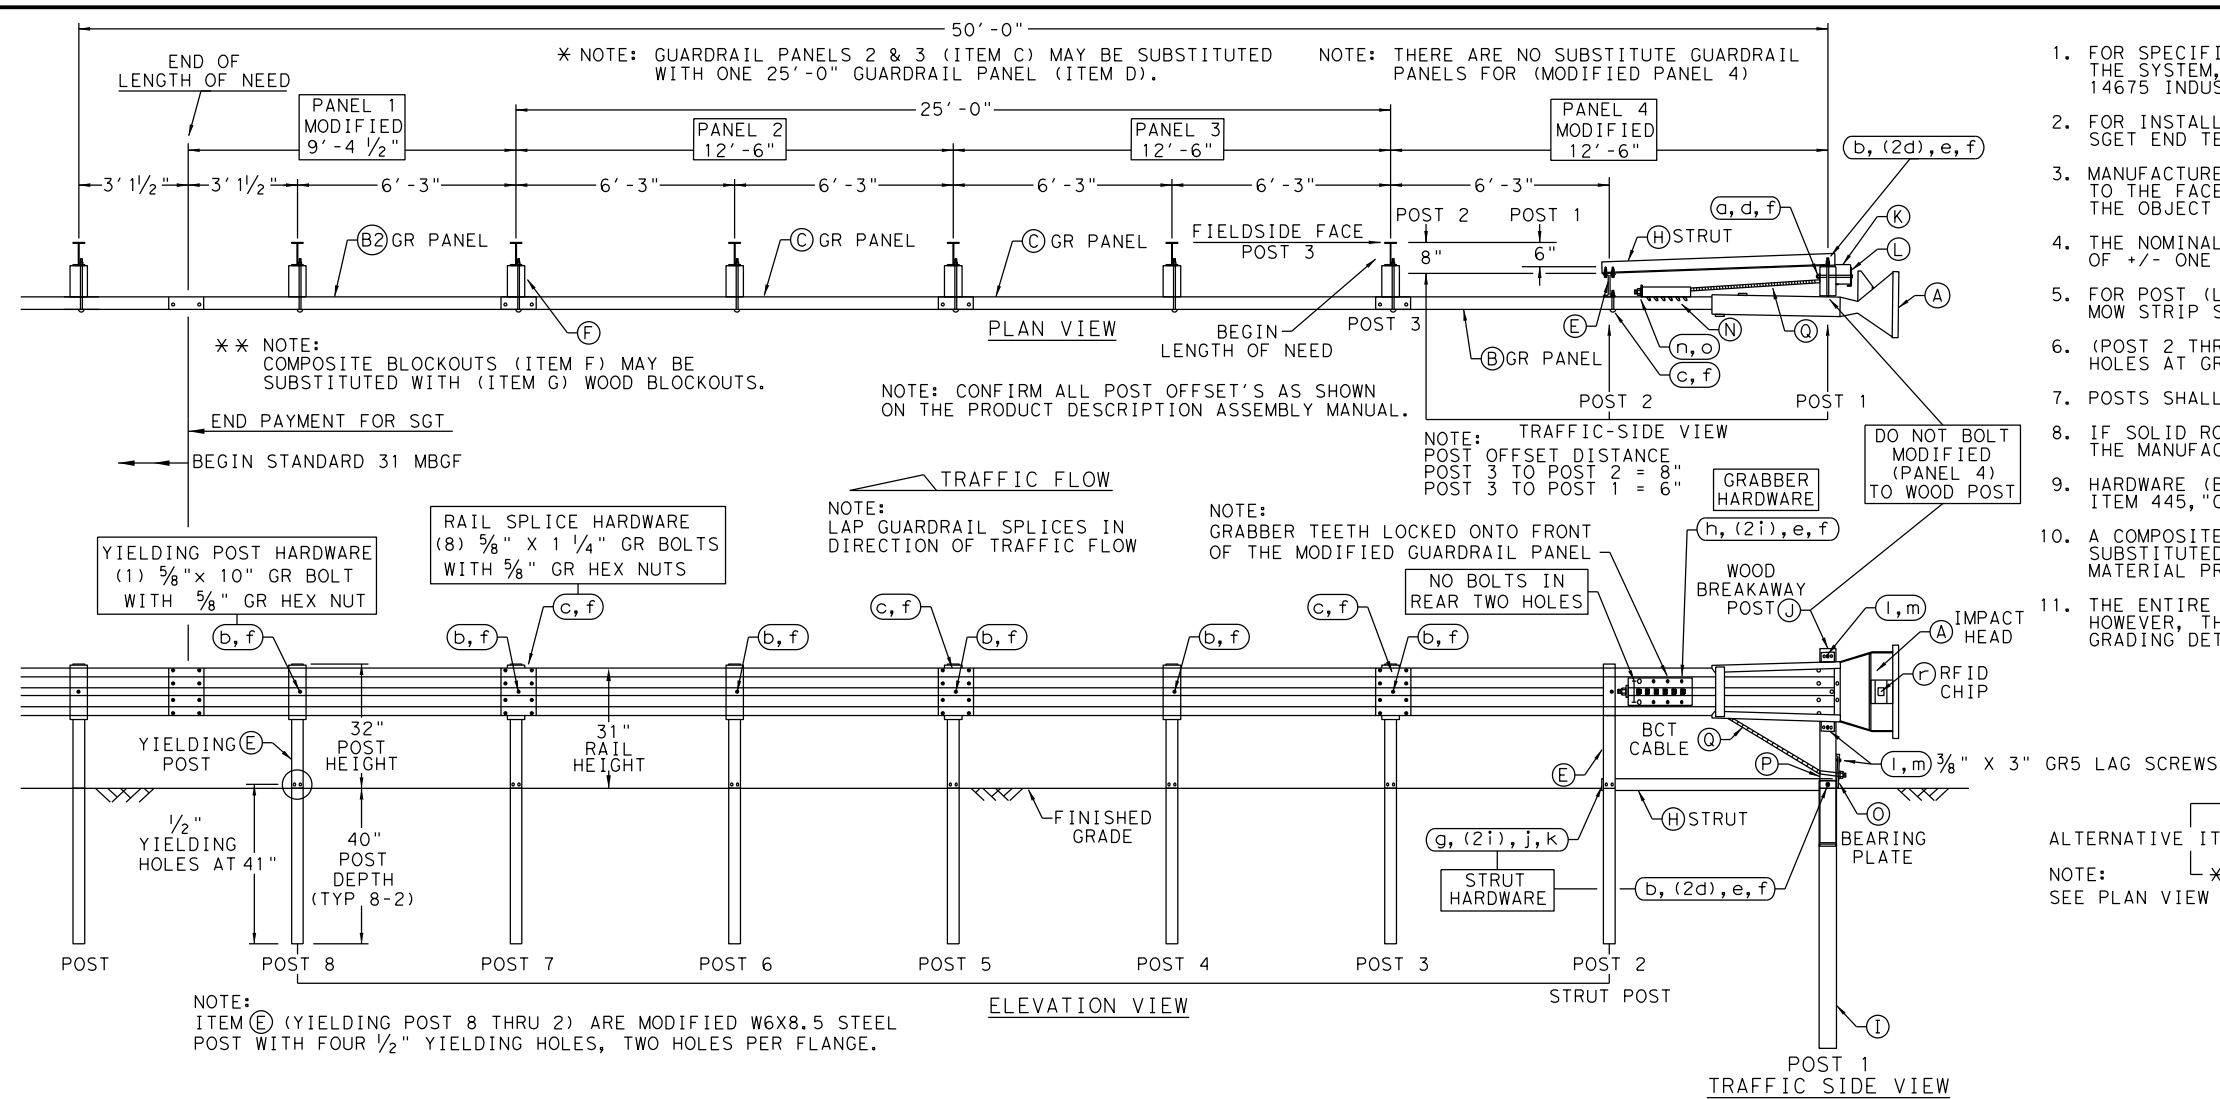 50'-0"
* NOTE: GUARDRAIL PANELS 2 & 3 (ITEM C) MAY BE SUBSTITUTED
WITH ONE 25'-0" GUARDRAIL PANEL (ITEM D).
NOTE: THERE ARE NO SUBSTITUTE GUARDRAIL
PANELS FOR (MODIFIED PANEL 4)
END OF
LENGTH OF NEED
PANEL 1
MODIFIED
9'-4 1/2"
25'-0"
PANEL 2
12'-6"
PANEL 3
12'-6"
PANEL 4
MODIFIED
12'-6"
b, (2d), e, f
3' 1 1/2"
3' 1 1/2"
6'-3"
6'-3"
6'-3"
6'-3"
6'-3"
6'-3"
POST 2
POST 1
a, d, f
K
B2 GR PANEL
C GR PANEL
C GR PANEL
FIELDSIDE FACE
POST 3
8"
6"
H STRUT
L
A
F
PLAN VIEW
BEGIN
LENGTH OF NEED
POST 3
E
N
Q
n, o
B GR PANEL
c, f
** NOTE:
COMPOSITE BLOCKOUTS (ITEM F) MAY BE
SUBSTITUTED WITH (ITEM G) WOOD BLOCKOUTS.
NOTE: CONFIRM ALL POST OFFSET'S AS SHOWN
ON THE PRODUCT DESCRIPTION ASSEMBLY MANUAL.
POST 2
POST 1
END PAYMENT FOR SGT
BEGIN STANDARD 31 MBGF
TRAFFIC-SIDE VIEW
NOTE:
POST OFFSET DISTANCE
POST 3 TO POST 2 = 8"
POST 3 TO POST 1 = 6"
DO NOT BOLT
MODIFIED
(PANEL 4)
TO WOOD POST
TRAFFIC FLOW
NOTE:
LAP GUARDRAIL SPLICES IN
DIRECTION OF TRAFFIC FLOW
GRABBER
HARDWARE
NOTE:
GRABBER TEETH LOCKED ONTO FRONT
OF THE MODIFIED GUARDRAIL PANEL
h, (2i), e, f
RAIL SPLICE HARDWARE
(8) 5/8" X 1 1/4" GR BOLTS
WITH 5/8" GR HEX NUTS
YIELDING POST HARDWARE
(1) 5/8"x 10" GR BOLT
WITH 5/8" GR HEX NUT
NO BOLTS IN
REAR TWO HOLES
WOOD
BREAKAWAY
POST J
c, f
c, f
c, f
l, m
b, f
b, f
b, f
b, f
b, f
b, f
A IMPACT
HEAD
r RFID
CHIP
YIELDING E
POST
32"
POST
HEIGHT
31"
RAIL
HEIGHT
BCT
CABLE Q
E
P
l, m 3/8" X 3" GR5 LAG SCREWS
1/2"
YIELDING
HOLES AT 41"
40"
POST
DEPTH
(TYP 8-2)
FINISHED
GRADE
H STRUT
O
BEARING
PLATE
g, (2i), j, k
STRUT
HARDWARE
b, (2d), e, f
POST
POST 8
POST 7
POST 6
POST 5
POST 4
POST 3
POST 2
STRUT POST
ELEVATION VIEW
NOTE:
ITEM E (YIELDING POST 8 THRU 2) ARE MODIFIED W6X8.5 STEEL
POST WITH FOUR 1/2" YIELDING HOLES, TWO HOLES PER FLANGE.
I
POST 1
TRAFFIC SIDE VIEW
1. FOR SPECIFI
THE SYSTEM,
14675 INDUS
2. FOR INSTALL
SGET END TE
3. MANUFACTURE
TO THE FACE
THE OBJECT
4. THE NOMINAL
OF +/- ONE
5. FOR POST (L
MOW STRIP S
6. (POST 2 THR
HOLES AT GR
7. POSTS SHALL
8. IF SOLID RO
THE MANUFAC
9. HARDWARE (B
ITEM 445, "G
10. A COMPOSITE
SUBSTITUTED
MATERIAL PR
11. THE ENTIRE
HOWEVER, TH
GRADING DET
ALTERNATIVE IT
NOTE: *
SEE PLAN VIEW